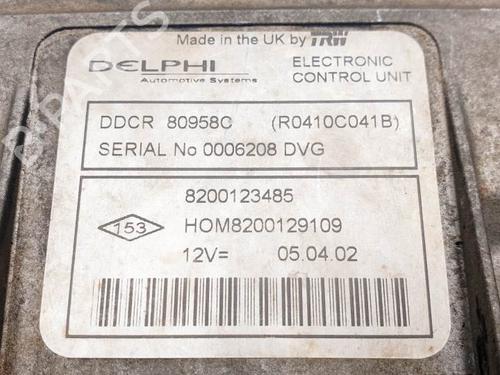 Made in the UK by TRW
DELPHI
Automotive Systems
ELECTRONIC
CONTROL UNIT
DDCR 80958C (R0410C041B)
SERIAL No 0006208 DVG
8200123485
153
HOM8200129109
12V= 05.04.02